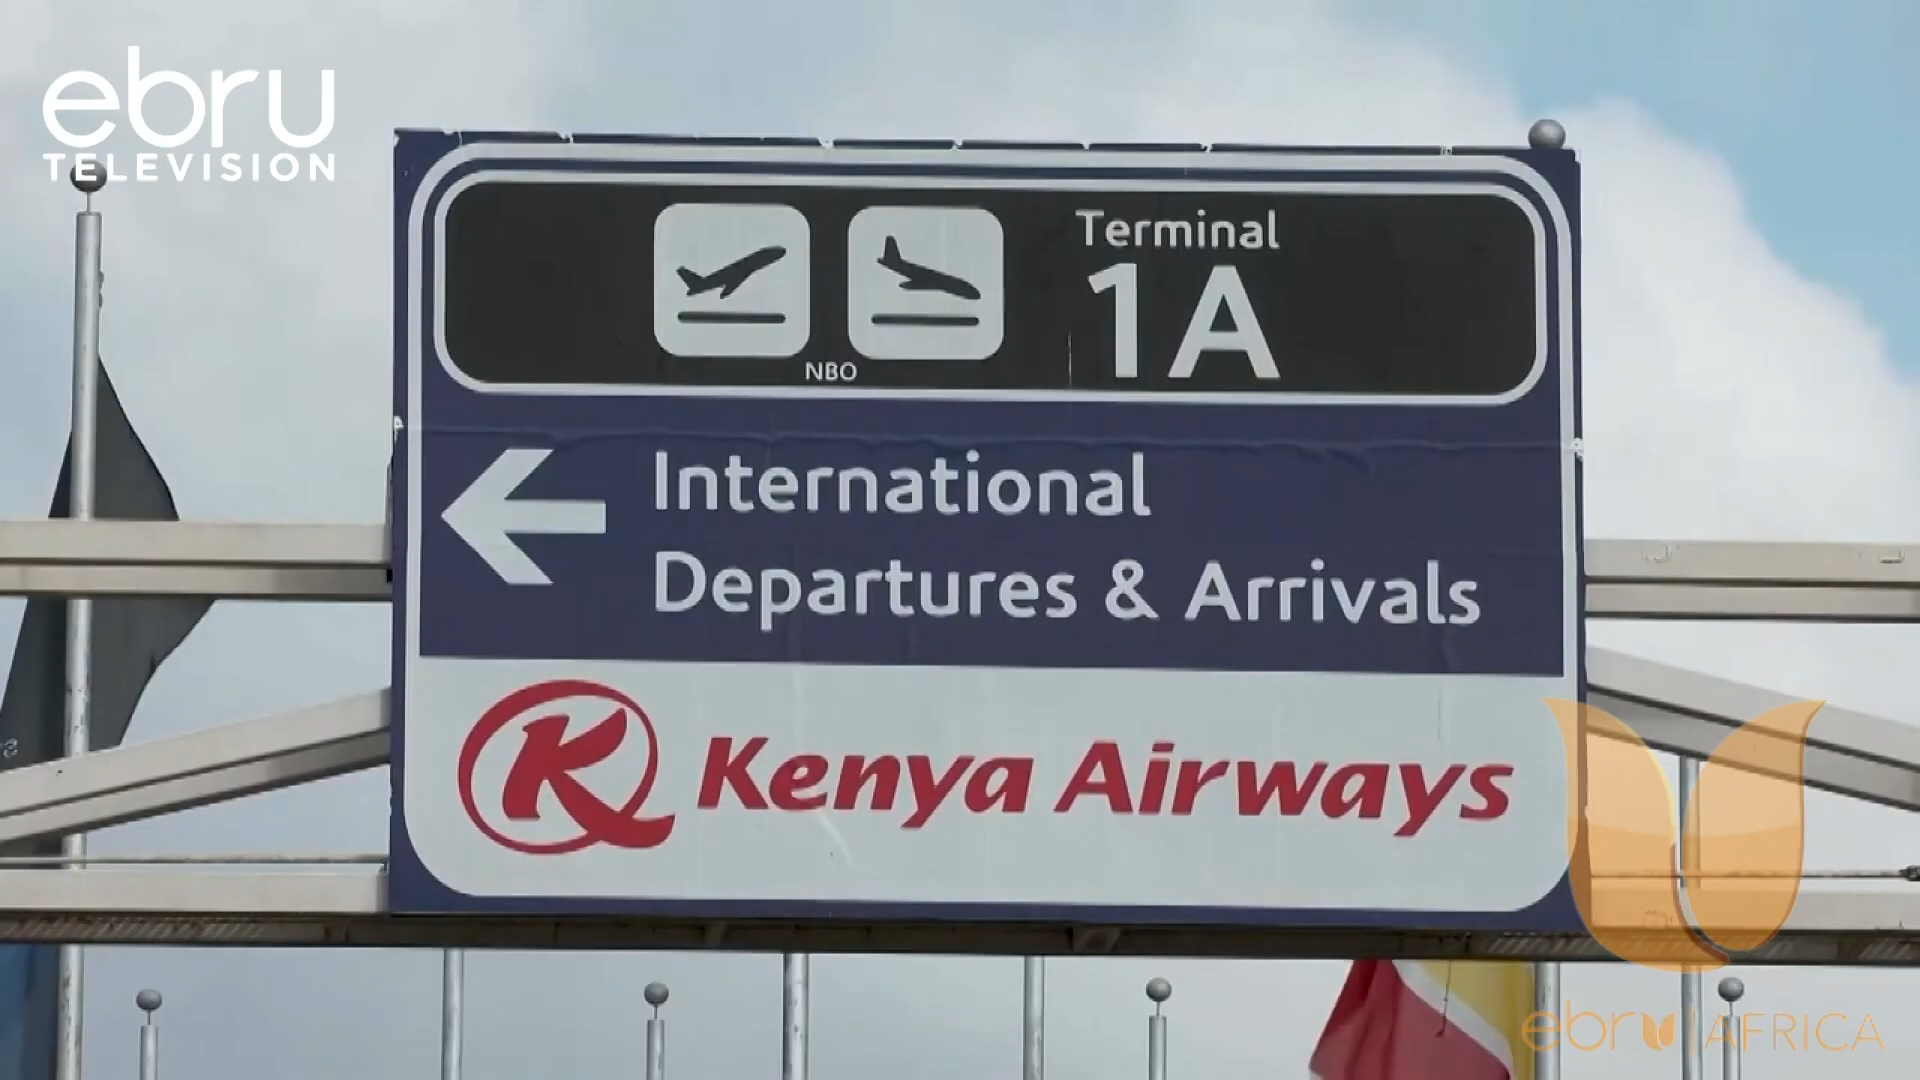 ebru
TELEVISION
Terminal
1A
NBO
International
Departures & Arrivals
K Kenya Airways
ebru AFRICA